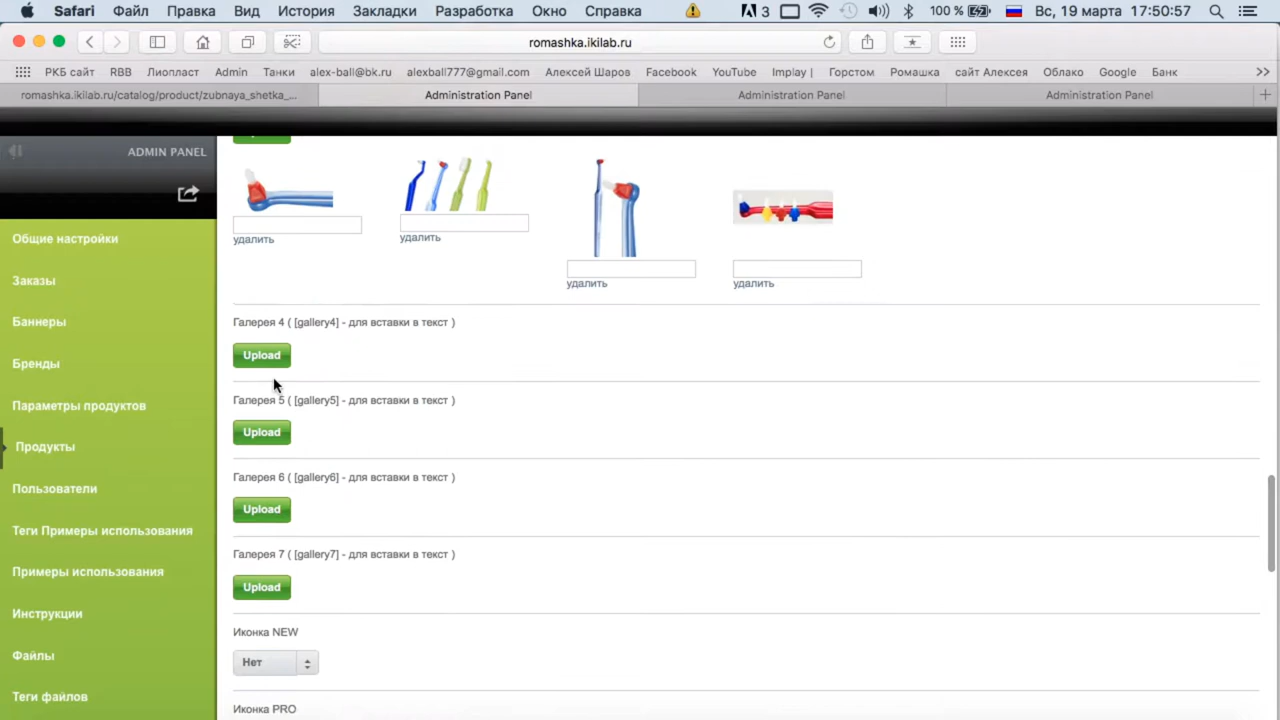 Safari Файл Правка Вид История Закладки Разработка Окно Справка 3 100 % Вс, 19 марта 17:50:57
romashka.ikilab.ru
РКБ сайт RBB Лиопласт Admin Танки alex-ball@bk.ru alexball777@gmail.com Алексей Шаров Facebook YouTube Implay | Горстом Ромашка сайт Алексея Облако Google Банк >>
romashka.ikilab.ru/catalog/product/zubnaya_shetka_... Administration Panel Administration Panel Administration Panel +
ADMIN PANEL
Общие настройки
Заказы
Баннеры
Бренды
Параметры продуктов
Продукты
Пользователи
Теги Примеры использования
Примеры использования
Инструкции
Файлы
Теги файлов
удалить удалить
удалить удалить
Галерея 4 ( [gallery4] - для вставки в текст )
Upload
Галерея 5 ( [gallery5] - для вставки в текст )
Upload
Галерея 6 ( [gallery6] - для вставки в текст )
Upload
Галерея 7 ( [gallery7] - для вставки в текст )
Upload
Иконка NEW
Нет
Иконка PRO